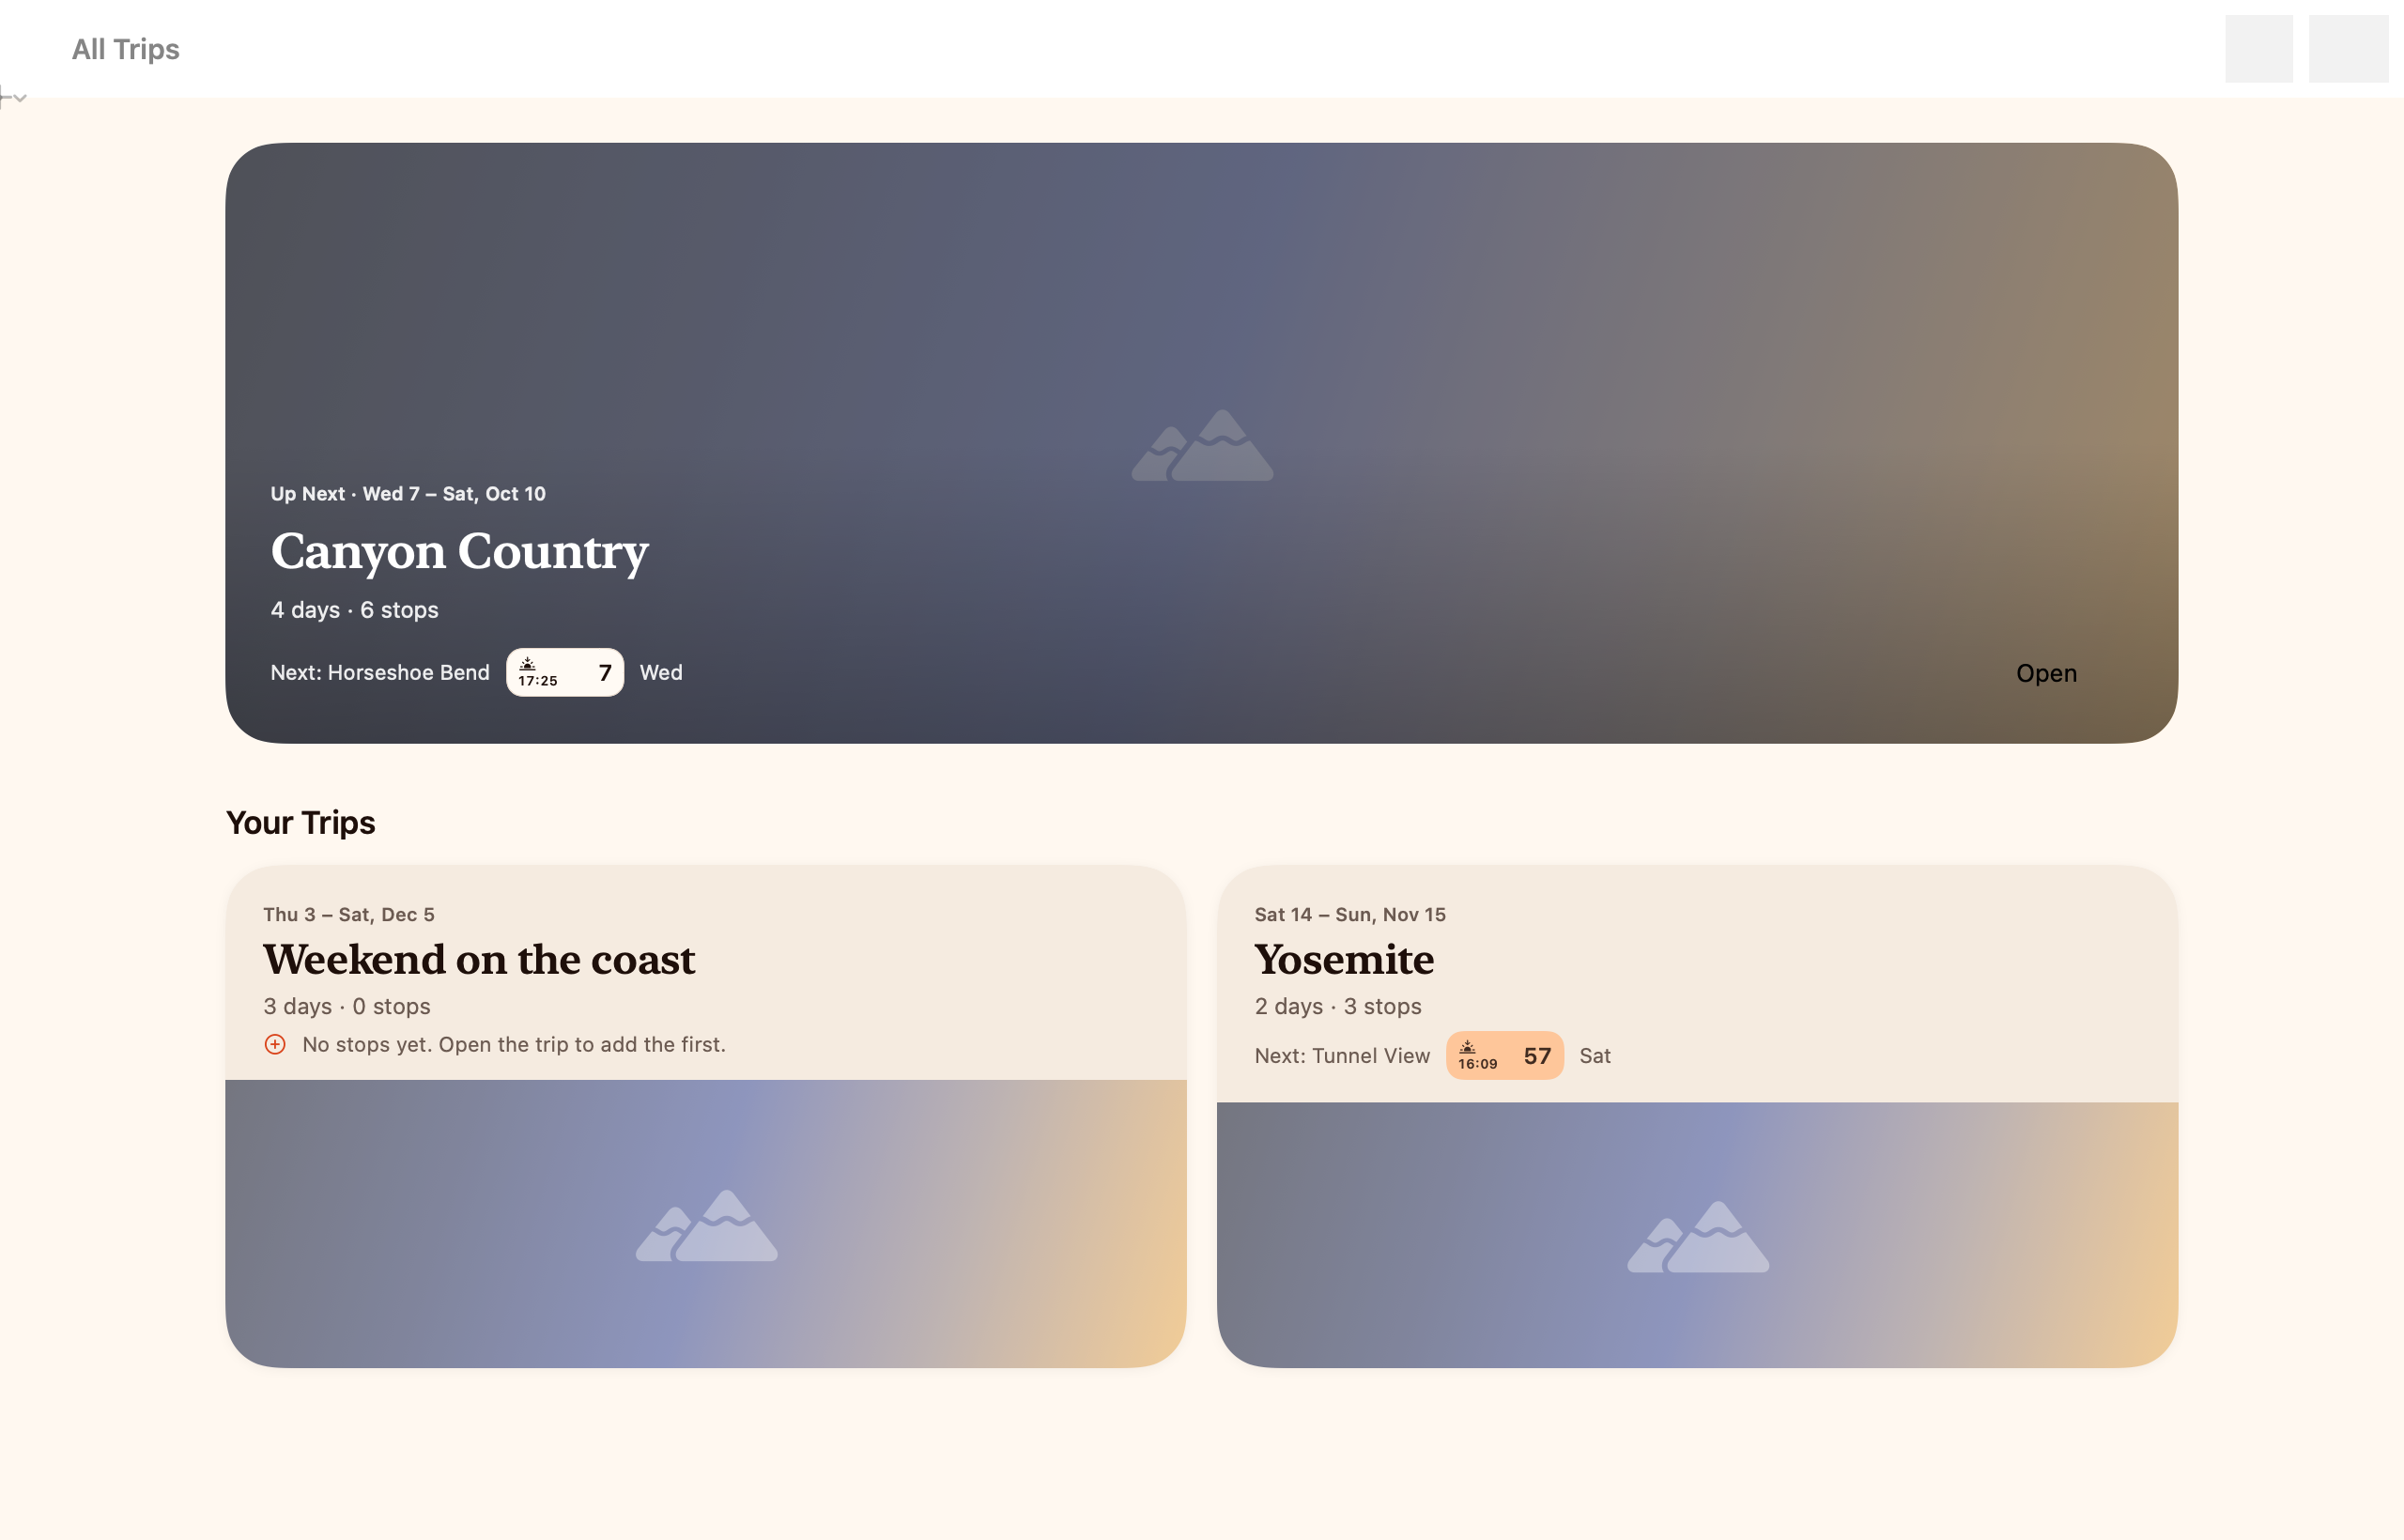 All Trips
Up Next · Wed 7 – Sat, Oct 10
Canyon Country
4 days · 6 stops
Next: Horseshoe Bend 17:25 7 Wed
Open
Your Trips
Thu 3 – Sat, Dec 5
Weekend on the coast
3 days · 0 stops
No stops yet. Open the trip to add the first.
Sat 14 – Sun, Nov 15
Yosemite
2 days · 3 stops
Next: Tunnel View 16:09 57 Sat